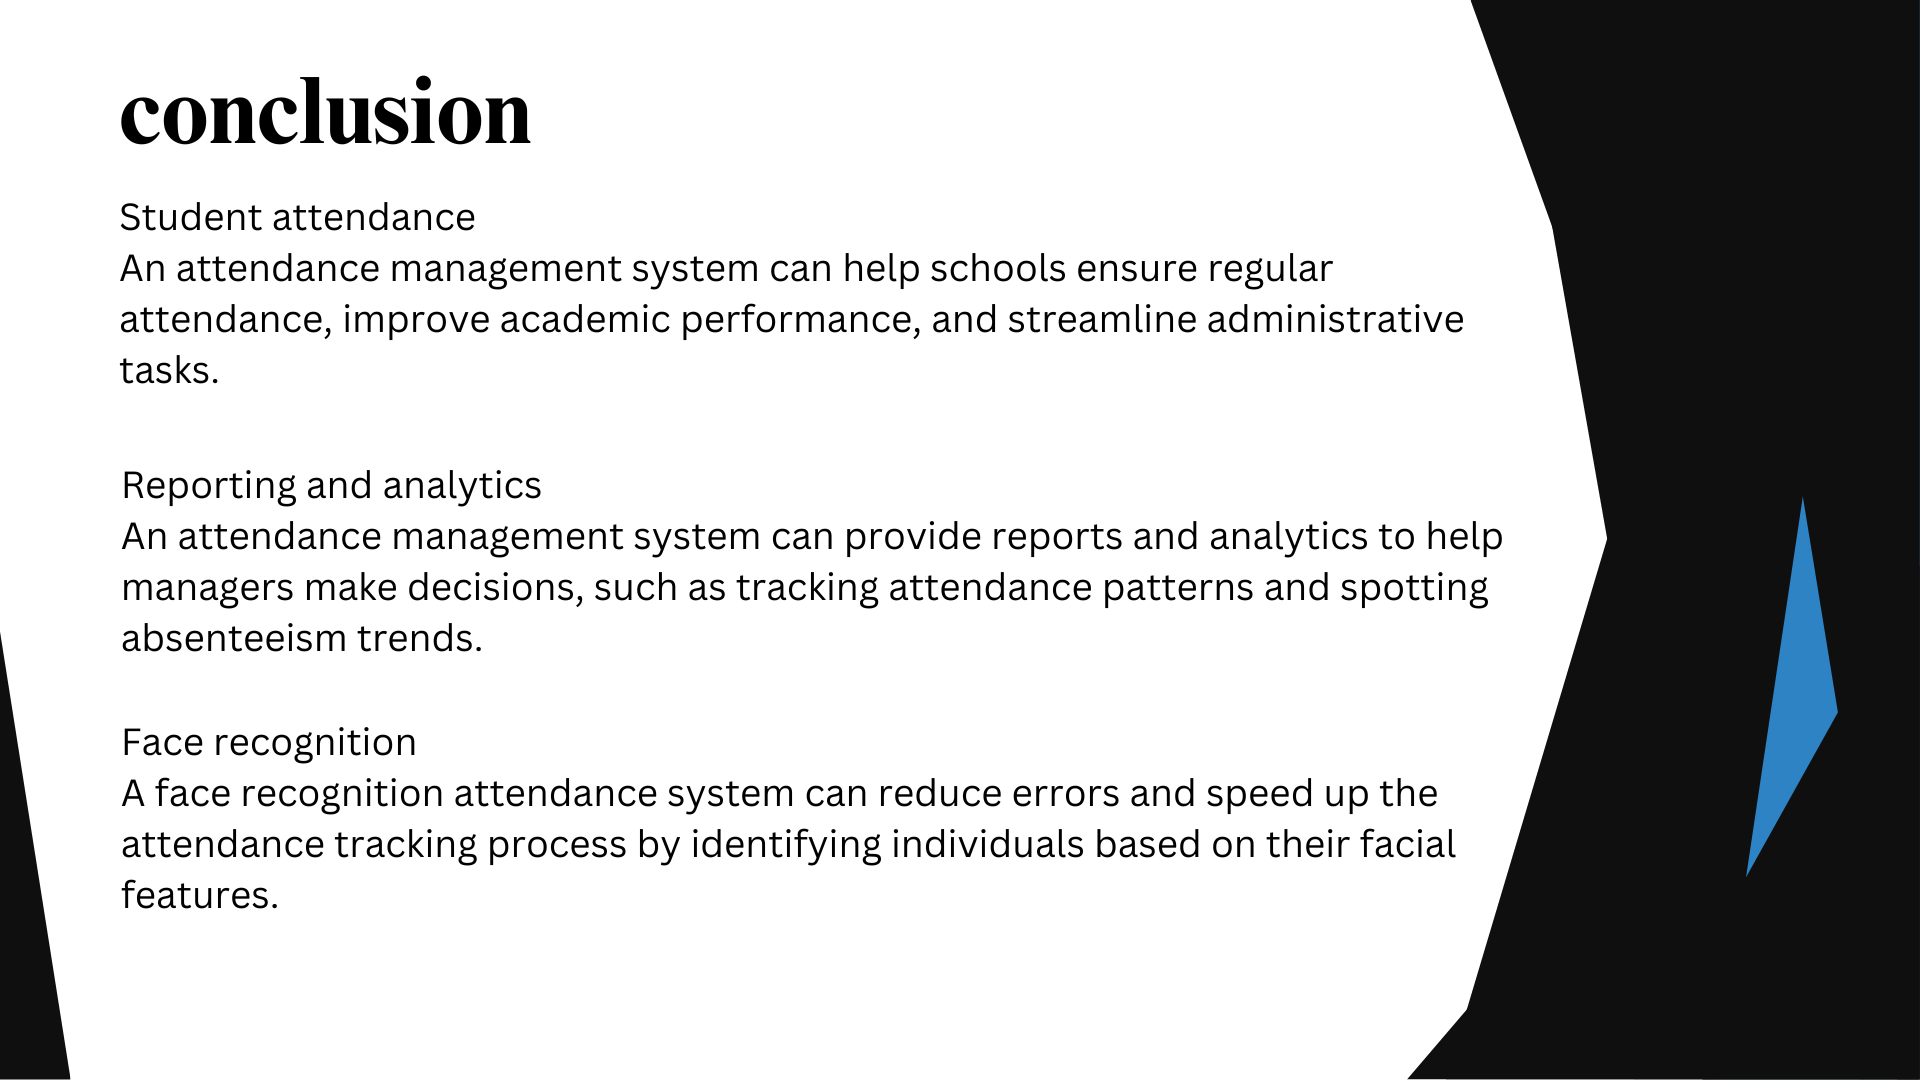 conclusion
Student attendance
An attendance management system can help schools ensure regular
attendance, improve academic performance, and streamline administrative
tasks.
Reporting and analytics
An attendance management system can provide reports and analytics to help
managers make decisions, such as tracking attendance patterns and spotting
absenteeism trends.
Face recognition
A face recognition attendance system can reduce errors and speed up the
attendance tracking process by identifying individuals based on their facial
features.